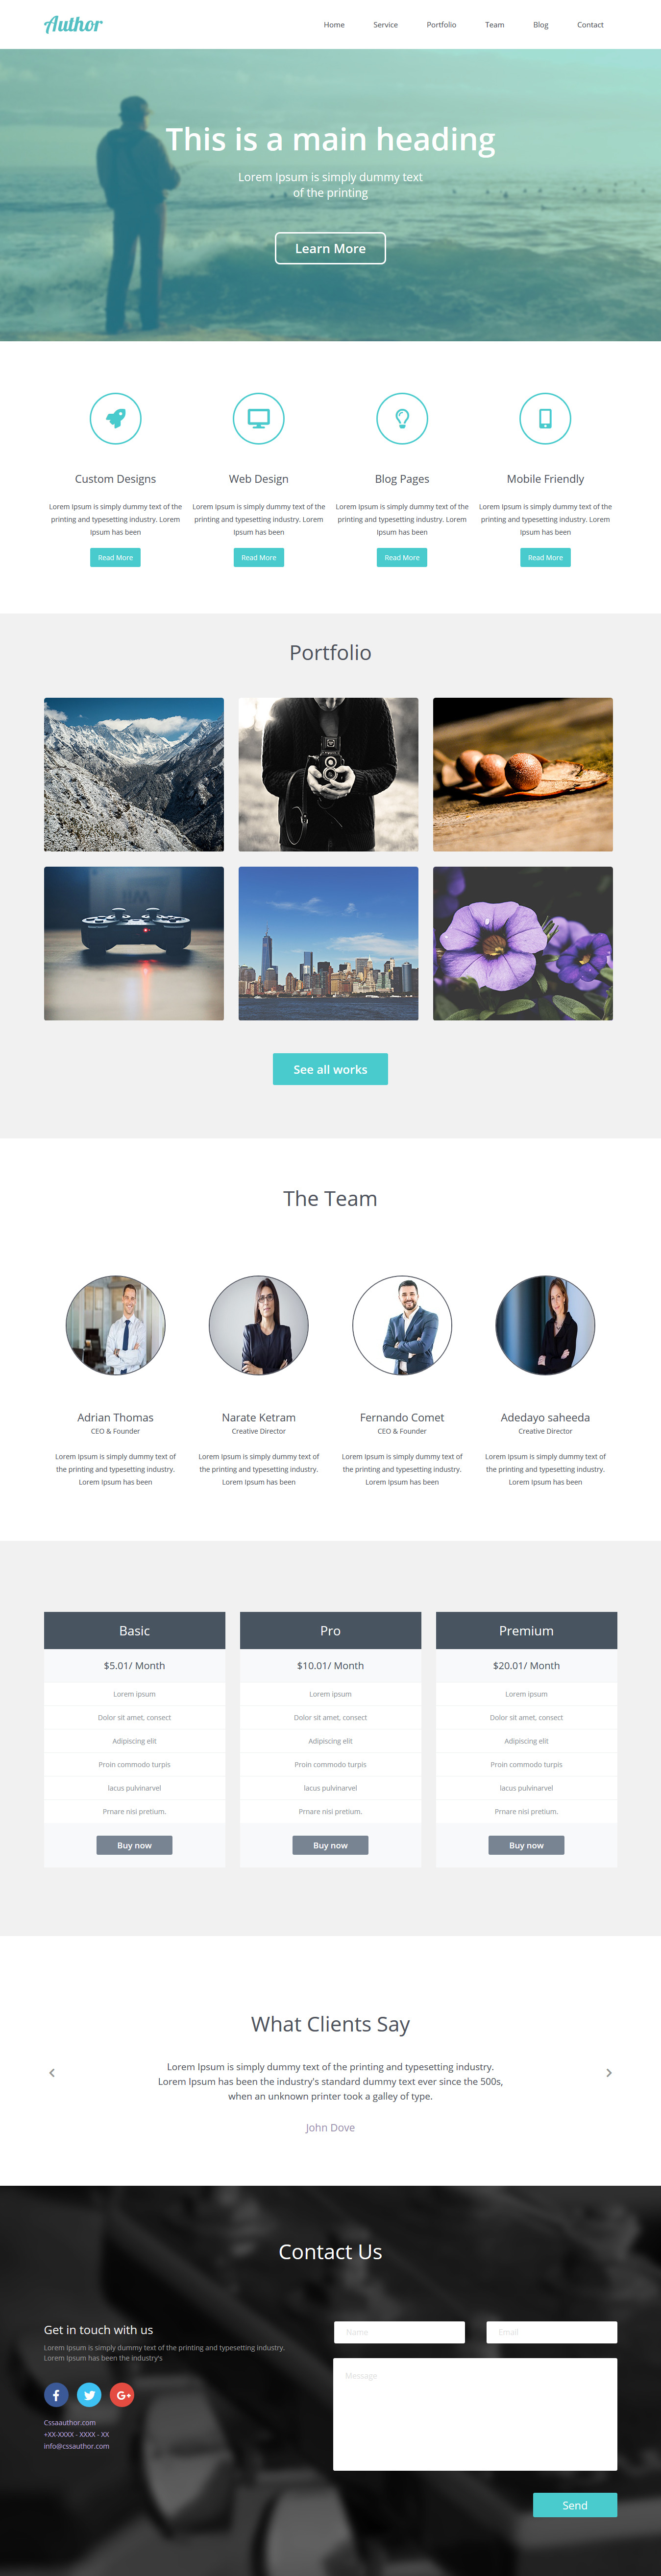 Author
Home Service Portfolio Team Blog Contact
This is a main heading
Lorem Ipsum is simply dummy text
of the printing
Learn More
Custom Designs
Lorem Ipsum is simply dummy text of the
printing and typesetting industry. Lorem
Ipsum has been
Read More
Web Design
Lorem Ipsum is simply dummy text of the
printing and typesetting industry. Lorem
Ipsum has been
Read More
Blog Pages
Lorem Ipsum is simply dummy text of the
printing and typesetting industry. Lorem
Ipsum has been
Read More
Mobile Friendly
Lorem Ipsum is simply dummy text of the
printing and typesetting industry. Lorem
Ipsum has been
Read More
Portfolio
See all works
The Team
Adrian Thomas
CEO & Founder
Lorem Ipsum is simply dummy text of
the printing and typesetting industry.
Lorem Ipsum has been
Narate Ketram
Creative Director
Lorem Ipsum is simply dummy text of
the printing and typesetting industry.
Lorem Ipsum has been
Fernando Comet
CEO & Founder
Lorem Ipsum is simply dummy text of
the printing and typesetting industry.
Lorem Ipsum has been
Adedayo saheeda
Creative Director
Lorem Ipsum is simply dummy text of
the printing and typesetting industry.
Lorem Ipsum has been
Basic
$5.01/ Month
Lorem ipsum
Dolor sit amet, consect
Adipiscing elit
Proin commodo turpis
lacus pulvinarvel
Prnare nisi pretium.
Buy now
Pro
$10.01/ Month
Lorem ipsum
Dolor sit amet, consect
Adipiscing elit
Proin commodo turpis
lacus pulvinarvel
Prnare nisi pretium.
Buy now
Premium
$20.01/ Month
Lorem ipsum
Dolor sit amet, consect
Adipiscing elit
Proin commodo turpis
lacus pulvinarvel
Prnare nisi pretium.
Buy now
What Clients Say
Lorem Ipsum is simply dummy text of the printing and typesetting industry.
Lorem Ipsum has been the industry's standard dummy text ever since the 500s,
when an unknown printer took a galley of type.
John Dove
Contact Us
Get in touch with us
Lorem Ipsum is simply dummy text of the printing and typesetting industry.
Lorem Ipsum has been the industry's
Cssaauthor.com
+XX-XXXX - XXXX - XX
info@cssauthor.com
Name
Email
Message
Send